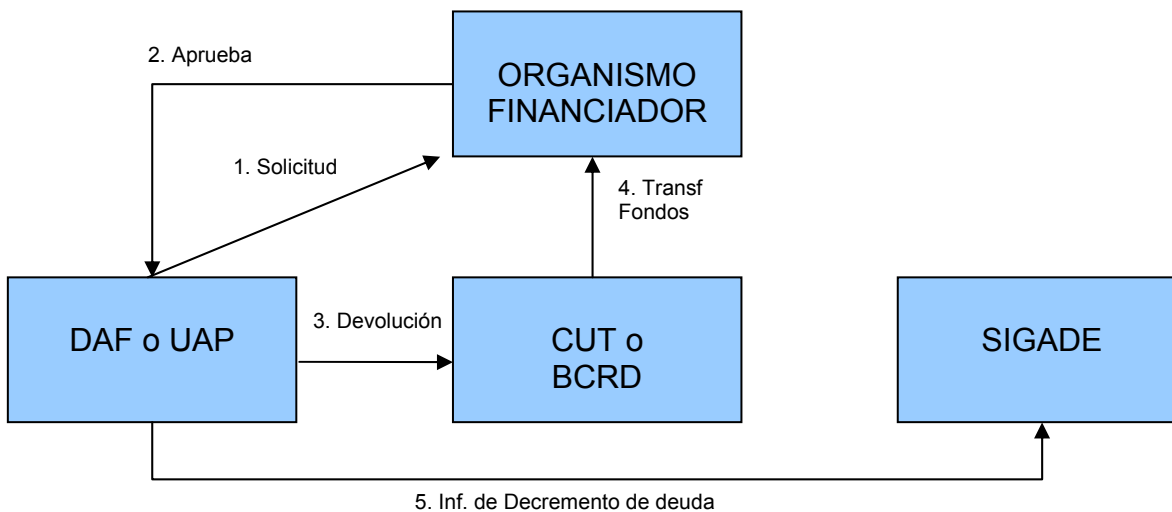 2. Aprueba
ORGANISMO
FINANCIADOR
1. Solicitud
4. Transf
Fondos
DAF o UAP
3. Devolución
CUT o
BCRD
SIGADE
5. Inf. de Decremento de deuda